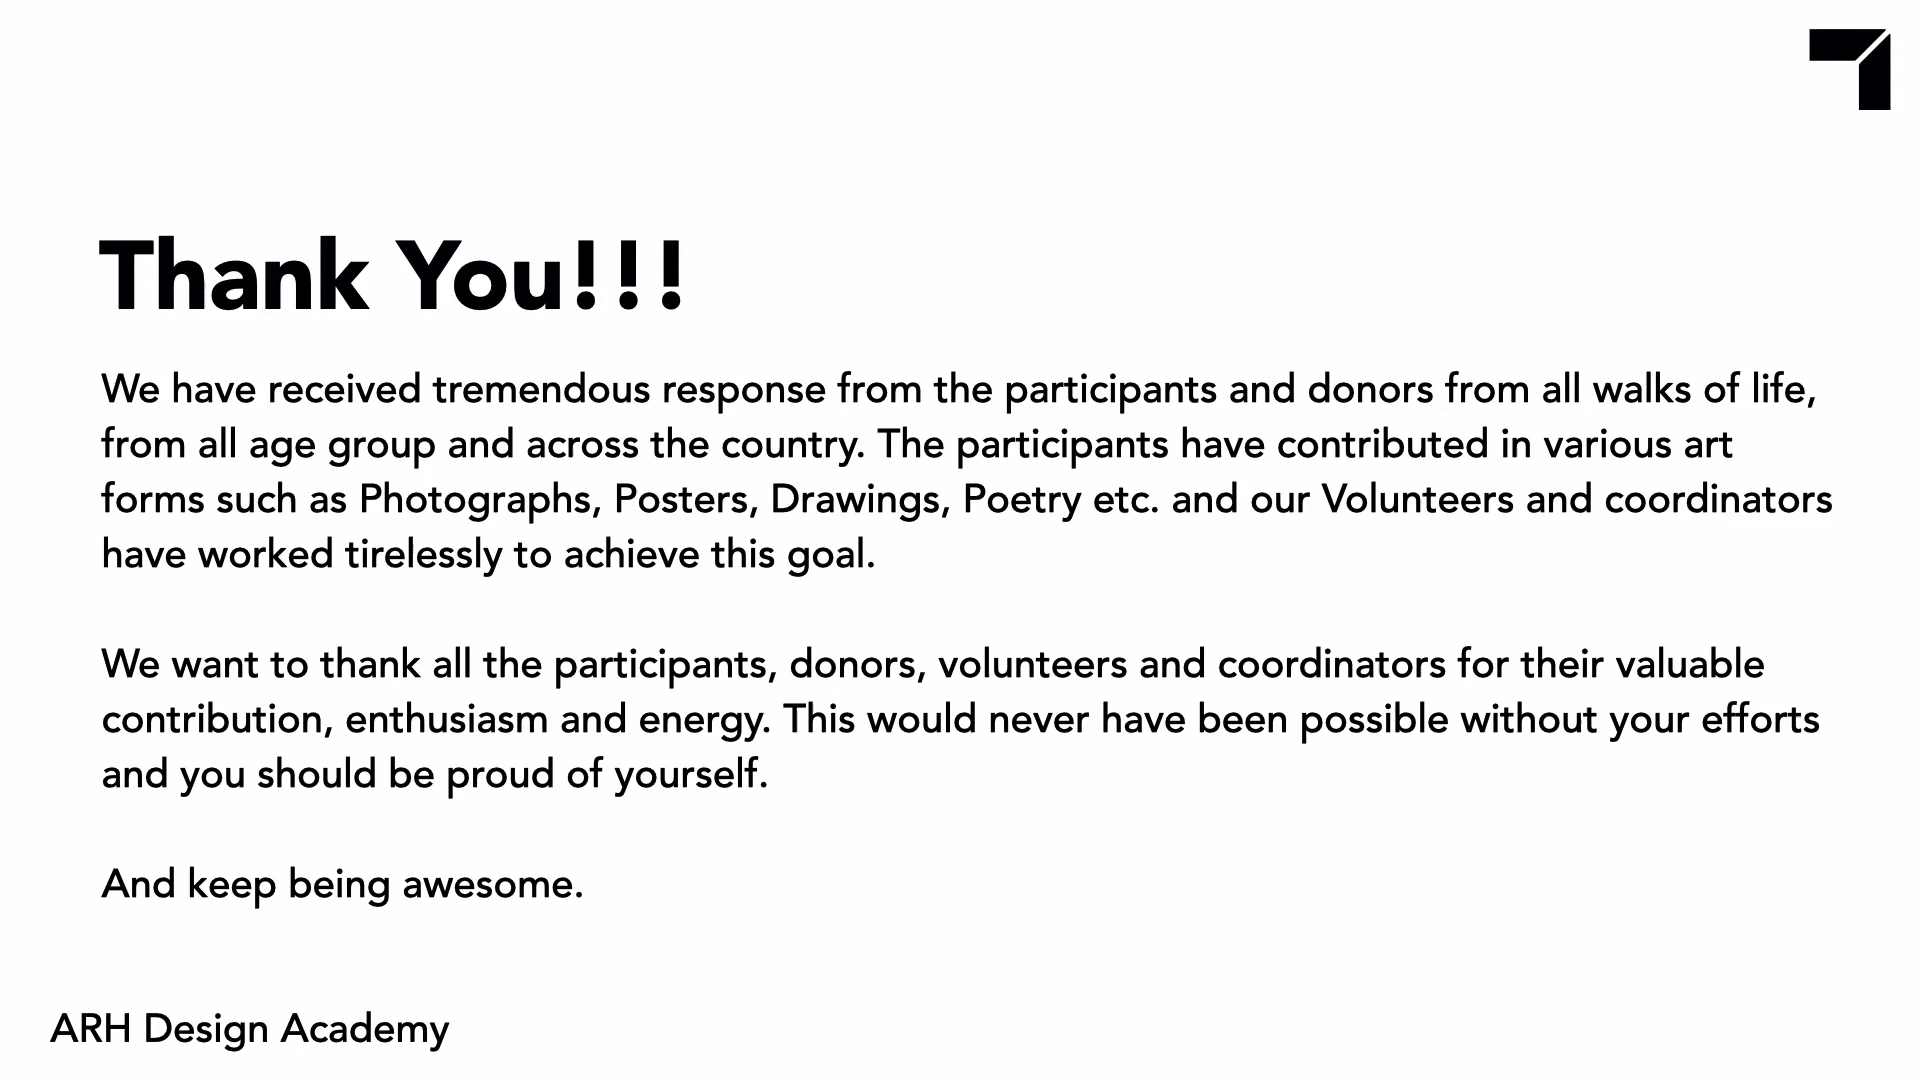 Thank You!!!
We have received tremendous response from the participants and donors from all walks of life,
from all age group and across the country. The participants have contributed in various art
forms such as Photographs, Posters, Drawings, Poetry etc. and our Volunteers and coordinators
have worked tirelessly to achieve this goal.
We want to thank all the participants, donors, volunteers and coordinators for their valuable
contribution, enthusiasm and energy. This would never have been possible without your efforts
and you should be proud of yourself.
And keep being awesome.
ARH Design Academy